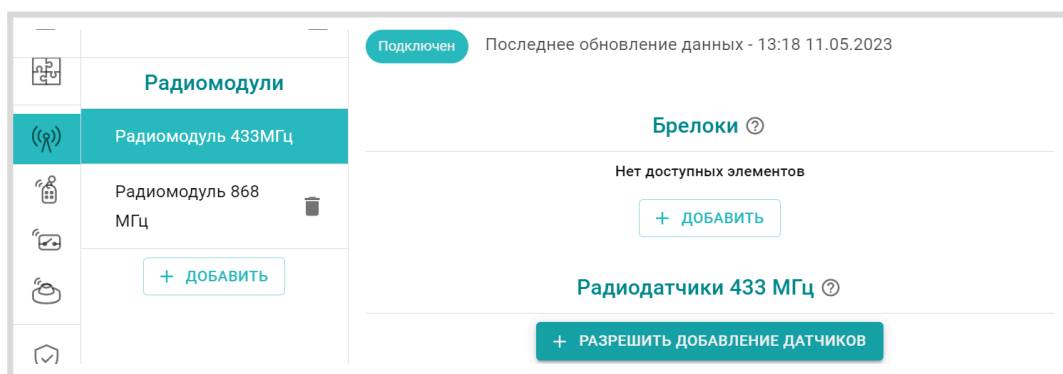 Подключен Последнее обновление данных - 13:18 11.05.2023
Радиомодули
Радиомодуль 433МГц
Радиомодуль 868
МГц
+ ДОБАВИТЬ
Брелоки
Нет доступных элементов
+ ДОБАВИТЬ
Радиодатчики 433 МГц
+ РАЗРЕШИТЬ ДОБАВЛЕНИЕ ДАТЧИКОВ